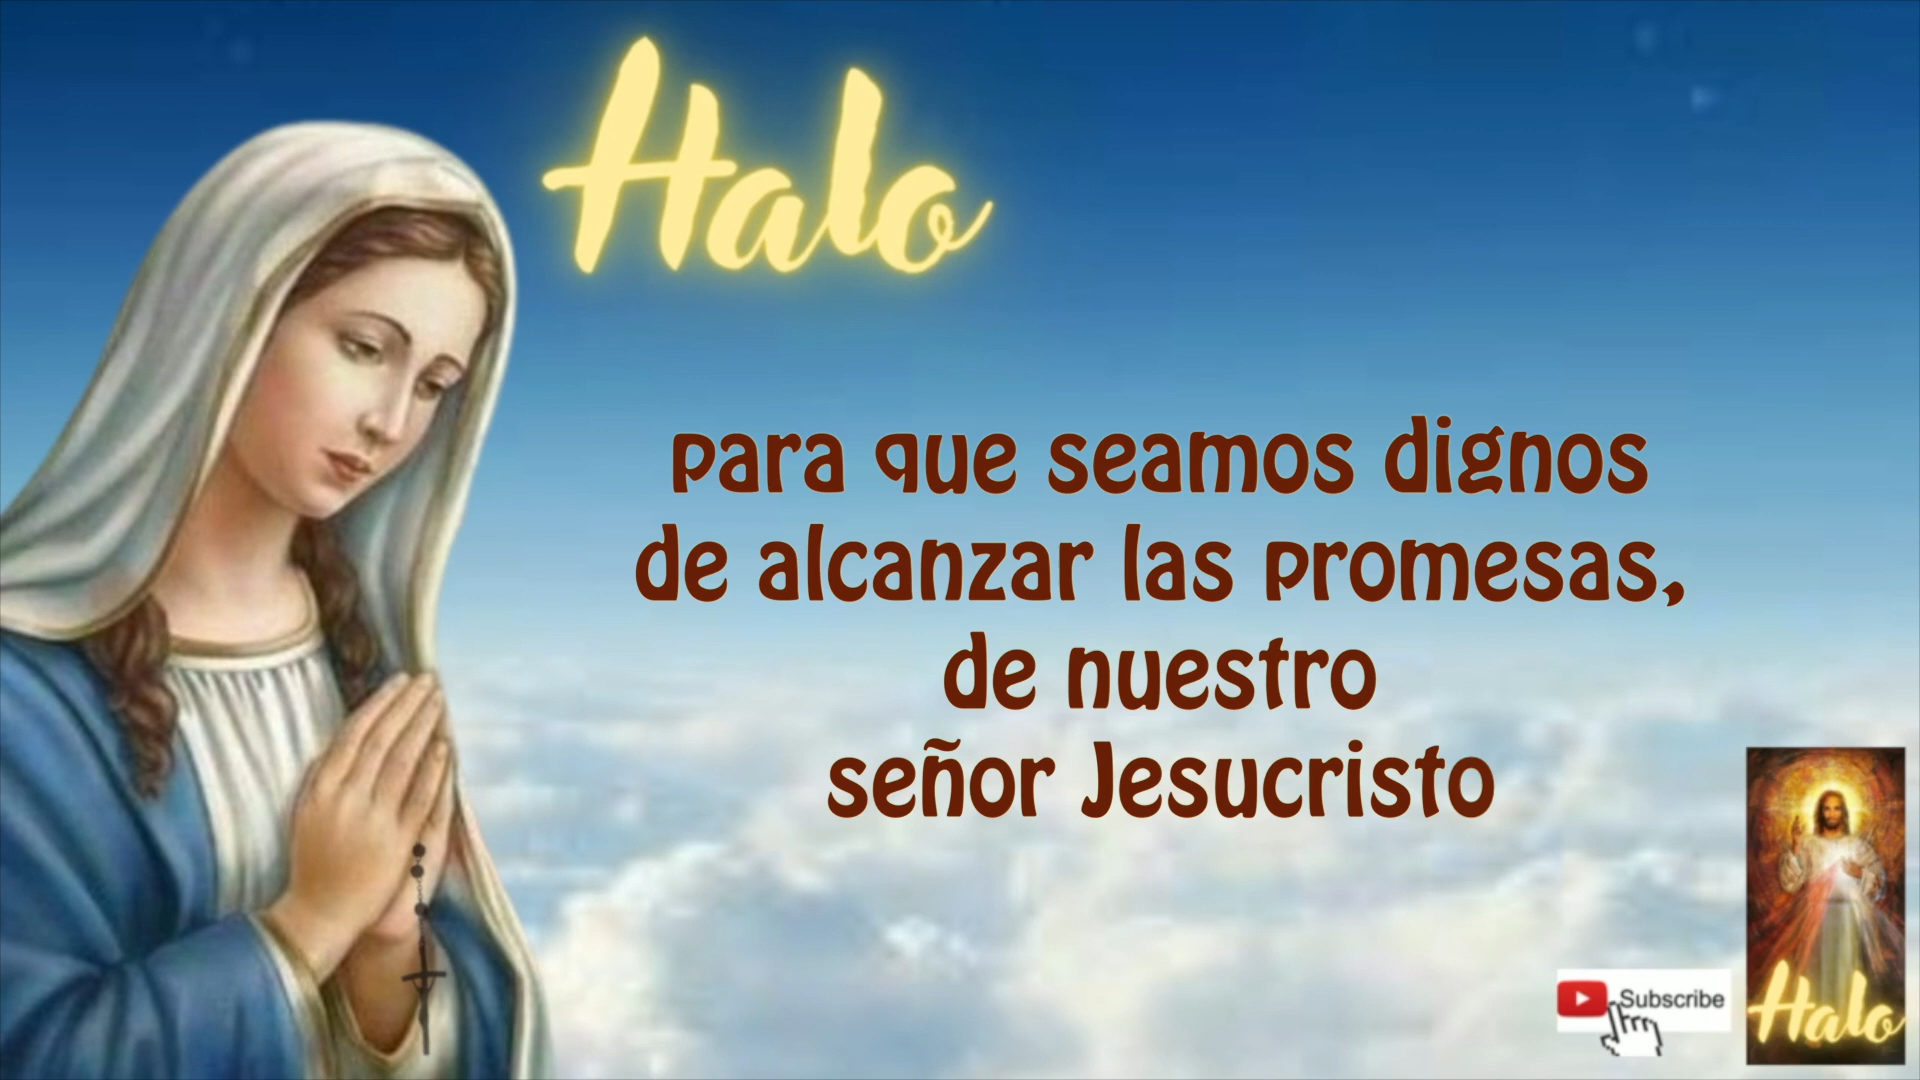 Halo
para que seamos dignos
de alcanzar las promesas,
de nuestro
señor Jesucristo
Subscribe
Halo